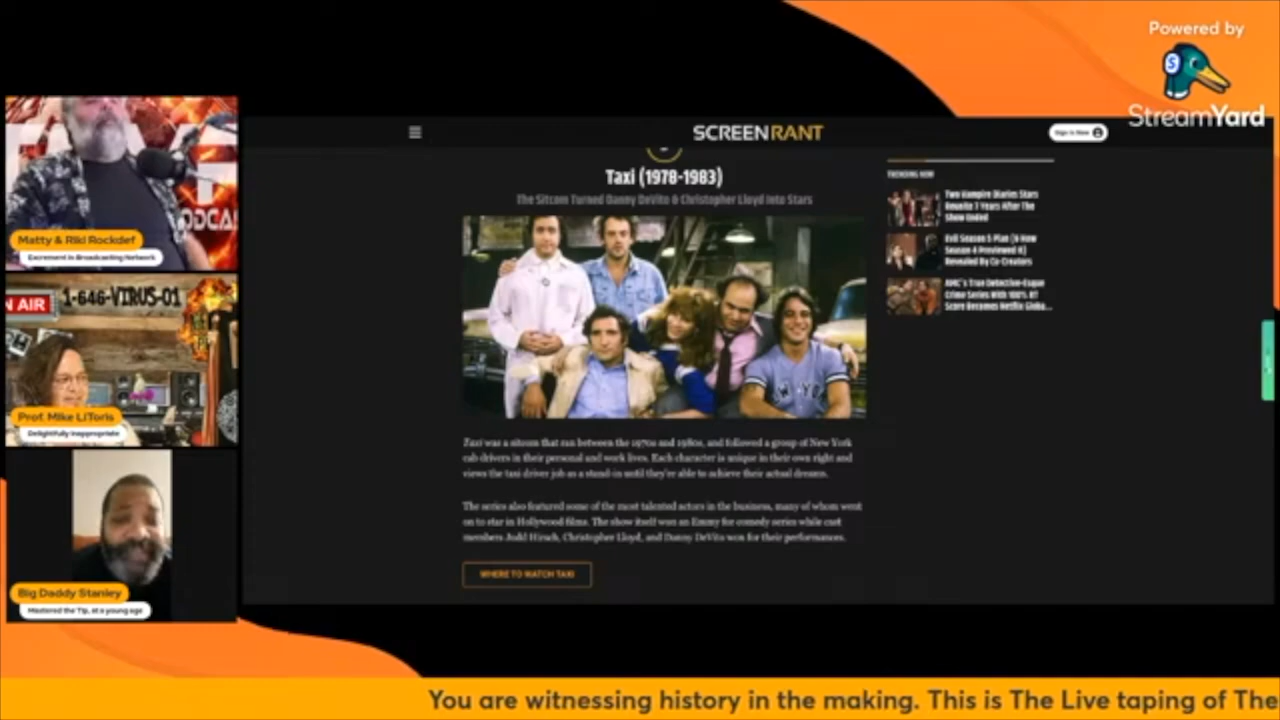 Powered by
StreamYard
SCREENRANT
Sign in Now
Taxi (1978-1983)
The Sitcom Turned Danny DeVito & Christopher Lloyd Into Stars
TRENDING NOW
Two Vampire Diaries Stars
Reunite 7 Years After The
Show Ended
Evil Season 5 Plan (& How
Season 4 Previewed It)
Revealed By Co-Creators
AMC's True Detective-Esque
Crime Series With 100% RT
Score Becomes Netflix Globa...
Taxi was a sitcom that ran between the 1970s and 1980s, and followed a group of New York
cab drivers in their personal and work lives. Each character is unique in their own right and
views the taxi driver job as a stand-in until they're able to achieve their actual dreams.
The series also featured some of the most talented actors in the business, many of whom went
on to star in Hollywood films. The show itself won an Emmy for comedy series while cast
members Judd Hirsch, Christopher Lloyd, and Danny DeVito won for their performances.
WHERE TO WATCH TAXI
Matty & Riki Rockdef
Excrement in Broadcasting Network
N AIR
1-646-VIRUS-01
Prof. Mike LiToris
Delightfully Inappropriate
Big Daddy Stanley
Mastered the Tip, at a young age
You are witnessing history in the making. This is The Live taping of The